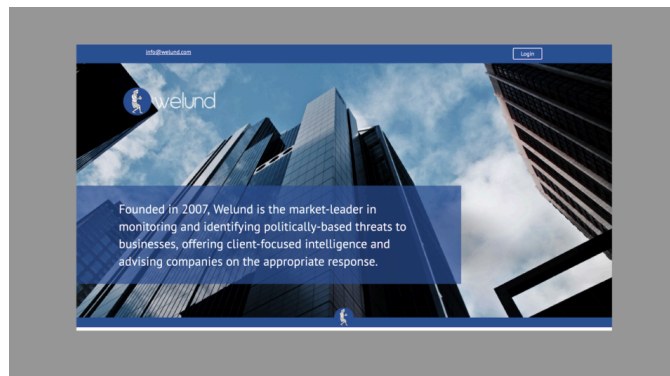 info@welund.com
Login
welund
Founded in 2007, Welund is the market-leader in
monitoring and identifying politically-based threats to
businesses, offering client-focused intelligence and
advising companies on the appropriate response.